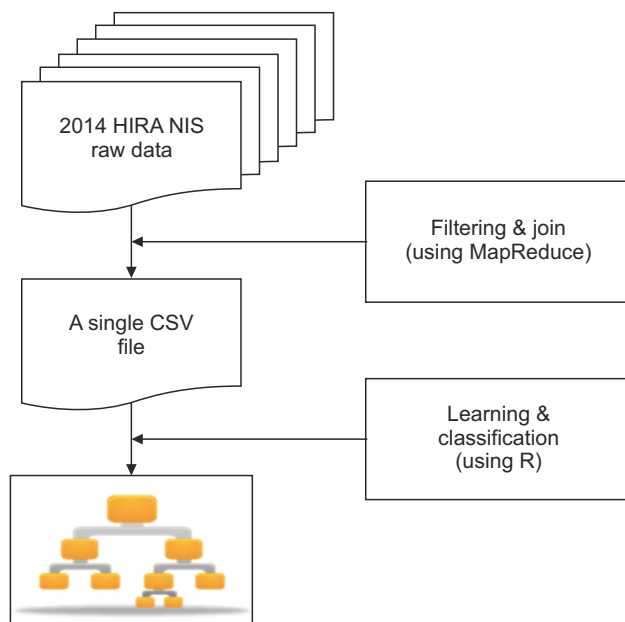 2014 HIRA NIS
raw data
Filtering & join
(using MapReduce)
A single CSV
file
Learning &
classification
(using R)